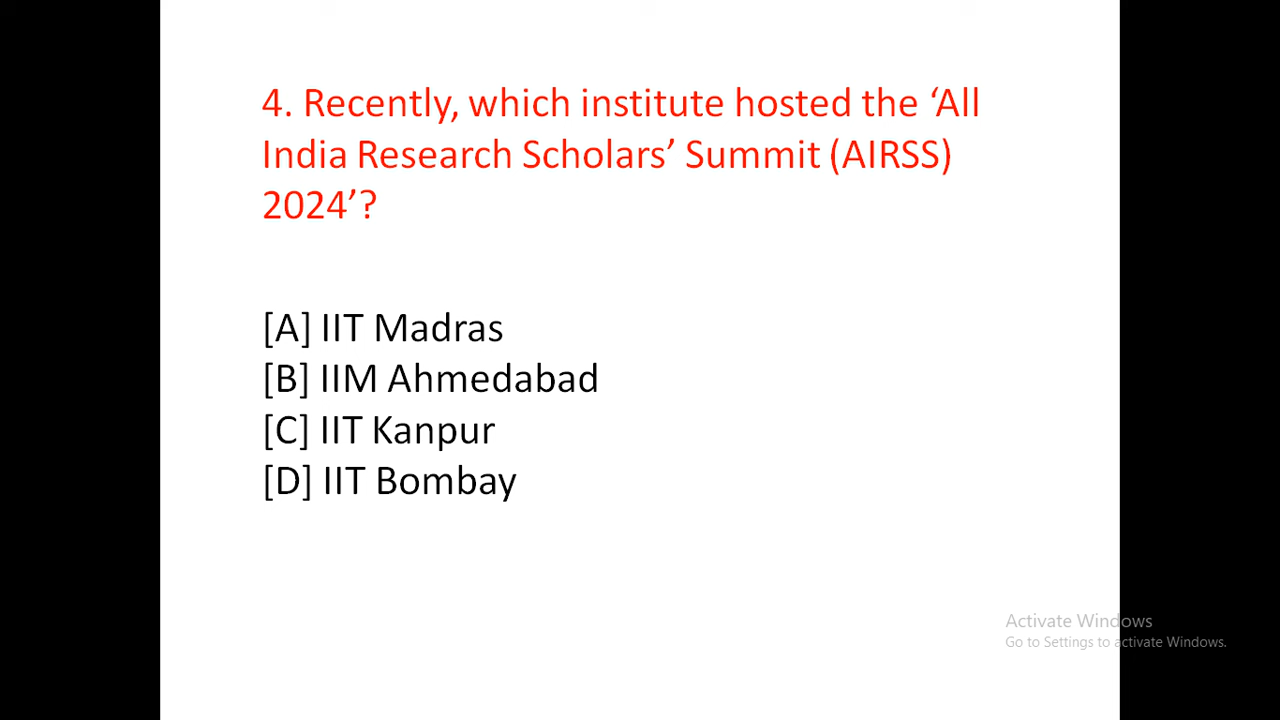 4. Recently, which institute hosted the ‘All
India Research Scholars’ Summit (AIRSS)
2024’?
[A] IIT Madras
[B] IIM Ahmedabad
[C] IIT Kanpur
[D] IIT Bombay
Activate Windows
Go to Settings to activate Windows.